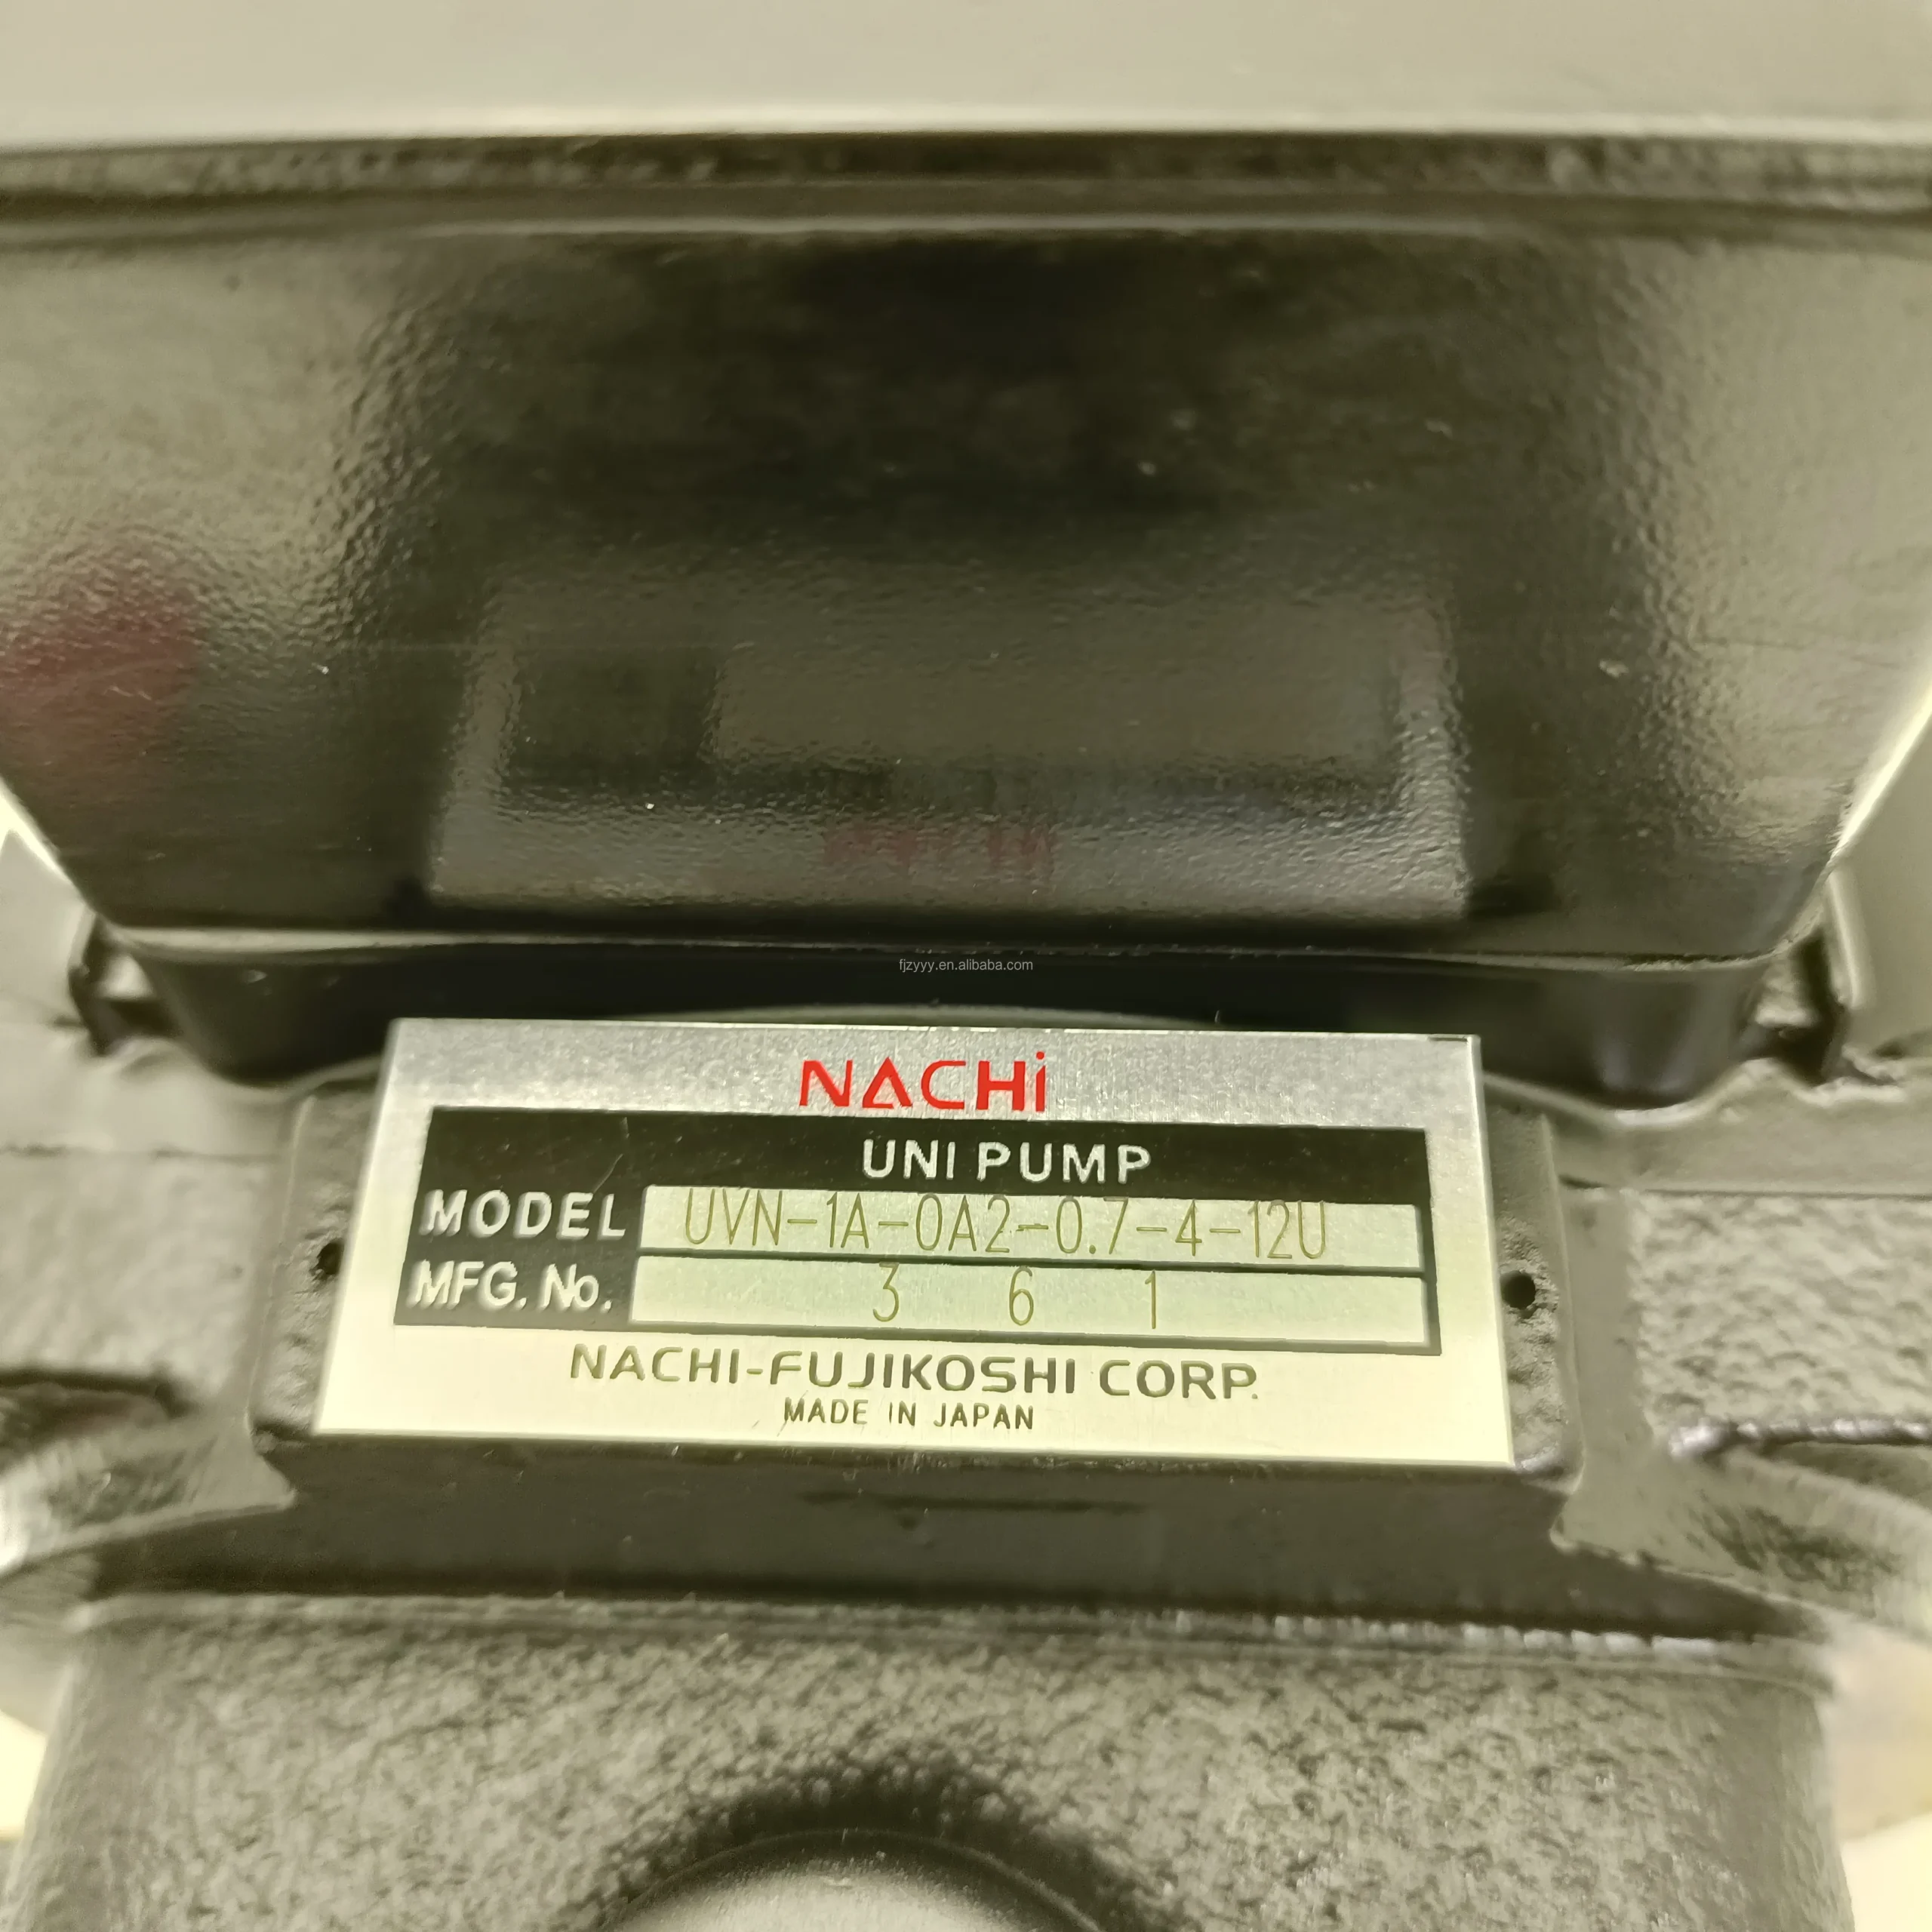 fjzyyy.en.alibaba.com
NACHi
UNI PUMP
MODEL UVN-1A-0A2-0.7-4-12U
MFG. No. 3 6 1
NACHI-FUJIKOSHI CORP.
MADE IN JAPAN